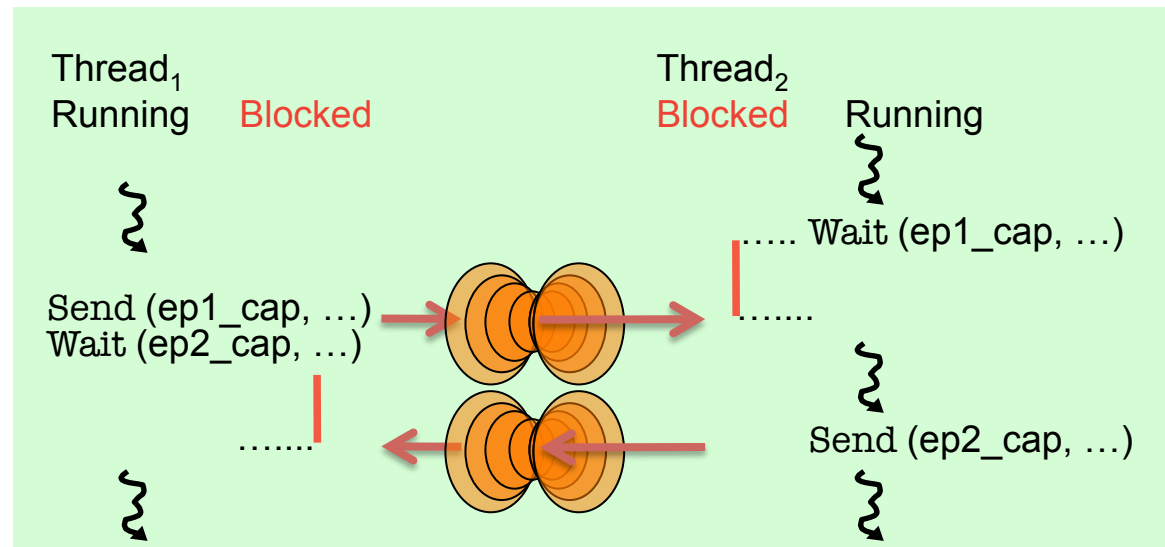 Thread₁
Running Blocked
Thread₂
Blocked Running
….. Wait (ep1_cap, …)
Send (ep1_cap, …)
Wait (ep2_cap, …)
…....
…....
Send (ep2_cap, …)